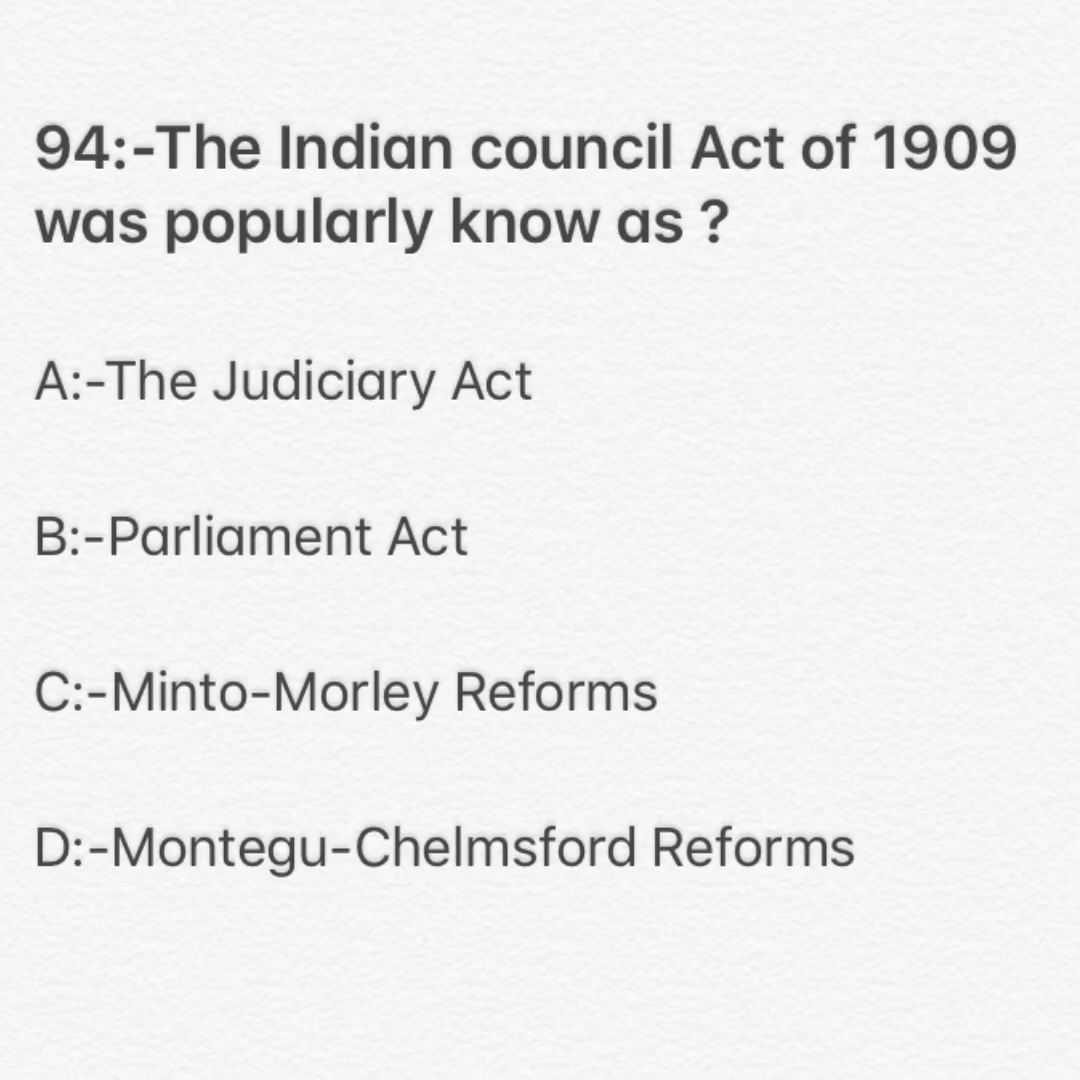 94:-The Indian council Act of 1909
was popularly know as ?
A:-The Judiciary Act
B:-Parliament Act
C:-Minto-Morley Reforms
D:-Montegu-Chelmsford Reforms